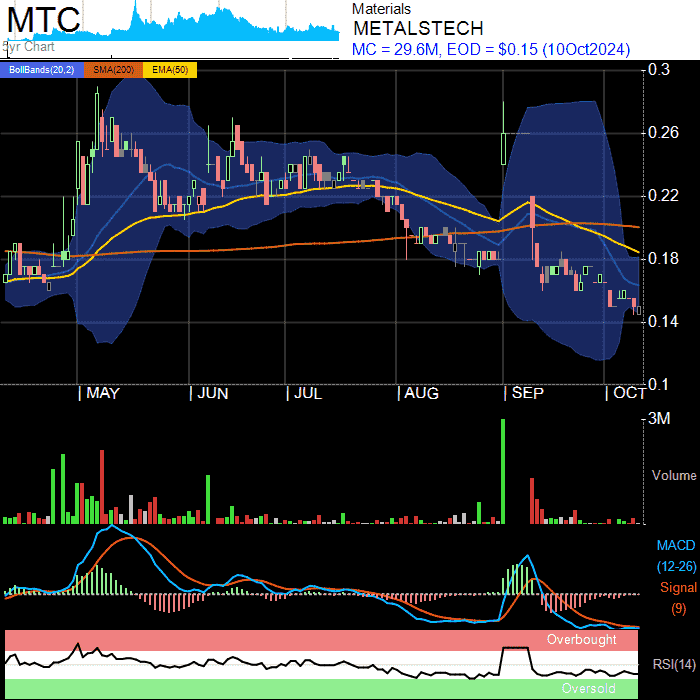 MTC
5yr Chart
Materials
METALSTECH
MC = 29.6M, EOD = $0.15 (10Oct2024)
BollBands(20,2) SMA(200) EMA(50)
0.3
0.26
0.22
0.18
0.14
0.1
MAY JUN JUL AUG SEP OCT
3M
Volume
MACD
(12-26)
Signal
(9)
Overbought
RSI(14)
Oversold